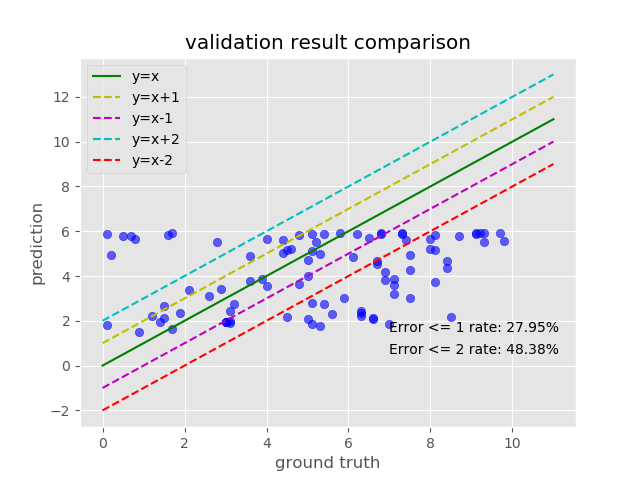 validation result comparison
y=x
y=x+1
y=x-1
y=x+2
y=x-2
12
10
8
6
4
2
0
−2
prediction
Error <= 1 rate: 27.95%
Error <= 2 rate: 48.38%
0 2 4 6 8 10
ground truth